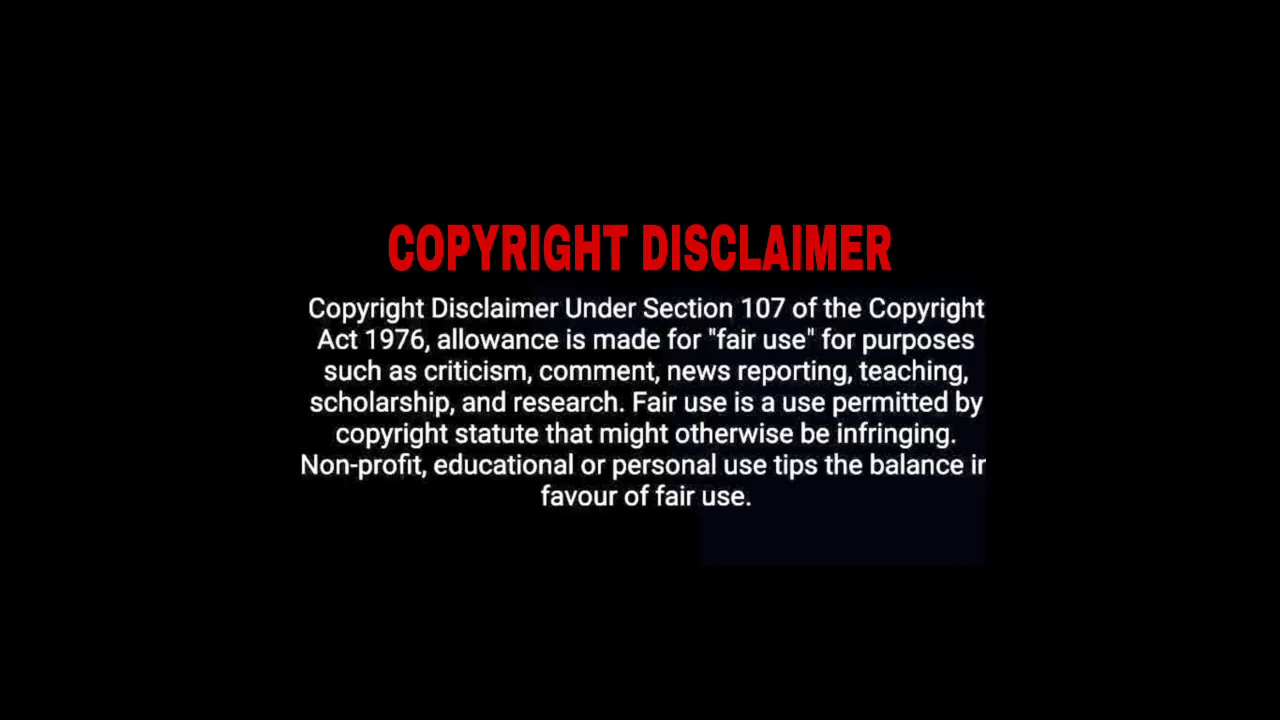 COPYRIGHT DISCLAIMER
Copyright Disclaimer Under Section 107 of the Copyright
Act 1976, allowance is made for "fair use" for purposes
such as criticism, comment, news reporting, teaching,
scholarship, and research. Fair use is a use permitted by
copyright statute that might otherwise be infringing.
Non-profit, educational or personal use tips the balance ir
favour of fair use.